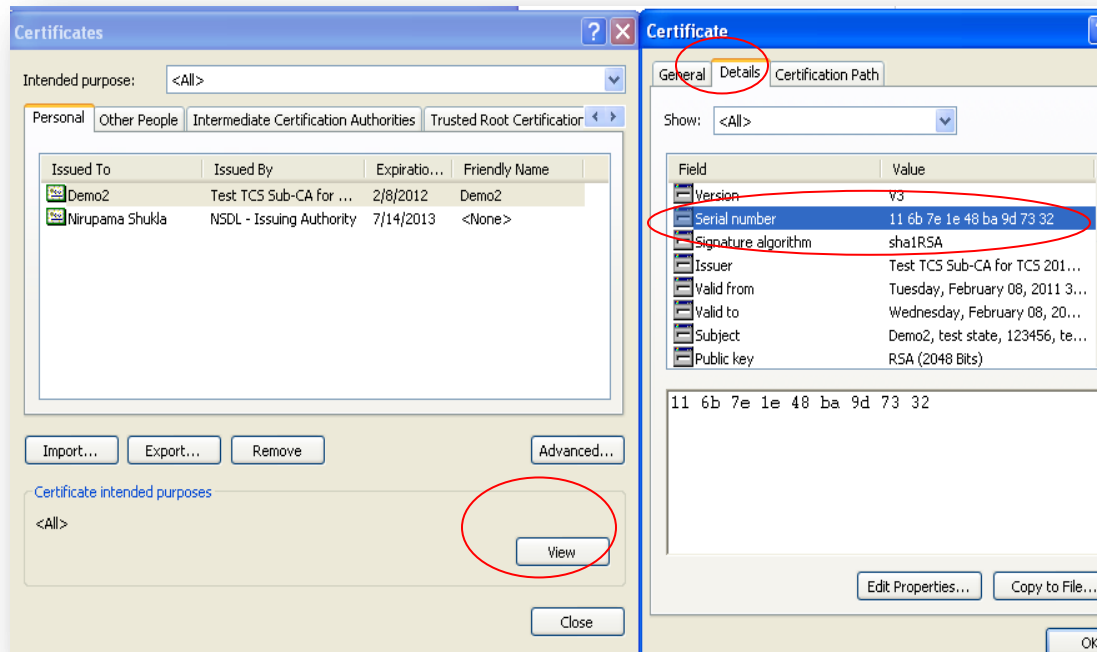 Certificates
Intended purpose: <All>
Personal Other People Intermediate Certification Authorities Trusted Root Certification
Issued To Issued By Expiratio... Friendly Name
Demo2 Test TCS Sub-CA for ... 2/8/2012 Demo2
Nirupama Shukla NSDL - Issuing Authority 7/14/2013 <None>
Import... Export... Remove Advanced...
Certificate intended purposes
<All>
View
Close
Certificate
General Details Certification Path
Show: <All>
Field Value
Version V3
Serial number 11 6b 7e 1e 48 ba 9d 73 32
Signature algorithm sha1RSA
Issuer Test TCS Sub-CA for TCS 201...
Valid from Tuesday, February 08, 2011 3...
Valid to Wednesday, February 08, 20...
Subject Demo2, test state, 123456, te...
Public key RSA (2048 Bits)
11 6b 7e 1e 48 ba 9d 73 32
Edit Properties... Copy to File...
OK